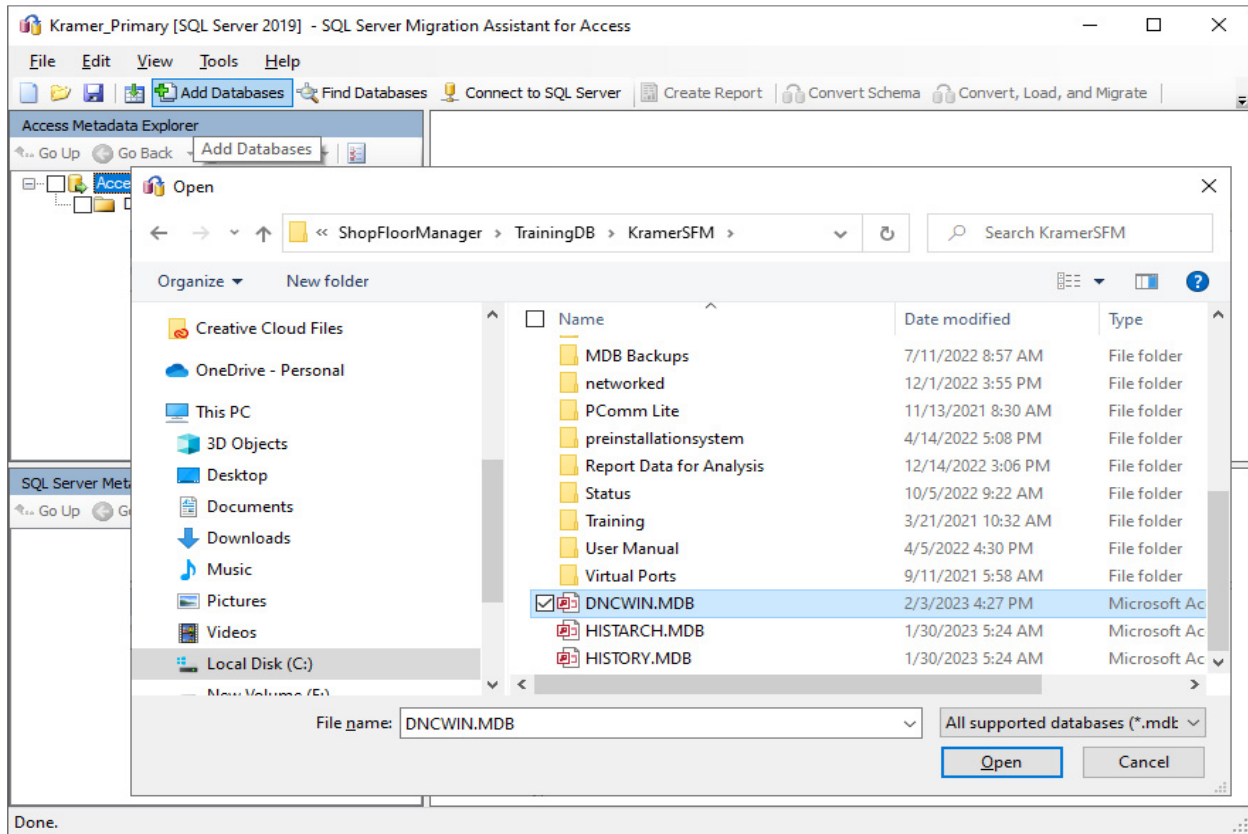 Kramer_Primary [SQL Server 2019] - SQL Server Migration Assistant for Access
File Edit View Tools Help
Add Databases Find Databases Connect to SQL Server Create Report Convert Schema Convert, Load, and Migrate
Access Metadata Explorer
Go Up Go Back Add Databases
Acce
Open
« ShopFloorManager > TrainingDB > KramerSFM > Search KramerSFM
Organize New folder
Name Date modified Type
Creative Cloud Files
OneDrive - Personal
This PC
3D Objects
Desktop
Documents
Downloads
Music
Pictures
Videos
Local Disk (C:)
MDB Backups 7/11/2022 8:57 AM File folder
networked 12/1/2022 3:55 PM File folder
PComm Lite 11/13/2021 8:30 AM File folder
preinstallationsystem 4/14/2022 5:08 PM File folder
Report Data for Analysis 12/14/2022 3:06 PM File folder
Status 10/5/2022 9:22 AM File folder
Training 3/21/2021 10:32 AM File folder
User Manual 4/5/2022 4:30 PM File folder
Virtual Ports 9/11/2021 5:58 AM File folder
DNCWIN.MDB 2/3/2023 4:27 PM Microsoft Ac
HISTARCH.MDB 1/30/2023 5:24 AM Microsoft Ac
HISTORY.MDB 1/30/2023 5:24 AM Microsoft Ac
File name: DNCWIN.MDB All supported databases (*.mdb
Open Cancel
SQL Server Met
Go Up G
Done.